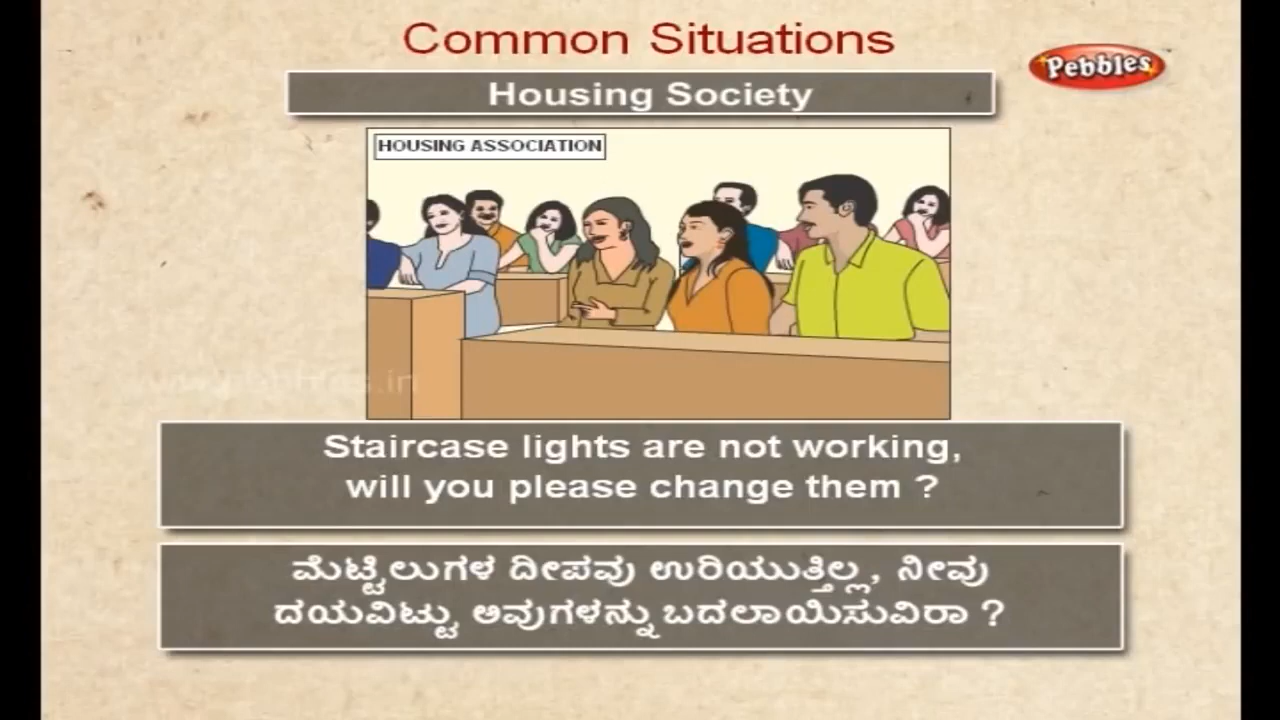 Common Situations
Pebbles
Housing Society
HOUSING ASSOCIATION
Staircase lights are not working,
will you please change them ?
ಮೆಟ್ಟಿಲುಗಳ ದೀಪವು ಉರಿಯುತ್ತಿಲ್ಲ, ನೀವು
ದಯವಿಟ್ಟು ಅವುಗಳನ್ನು ಬದಲಾಯಿಸುವಿರಾ ?